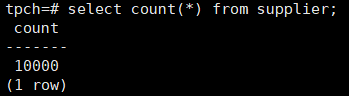 tpch=# select count(*) from supplier;
 count
-------
 10000
(1 row)